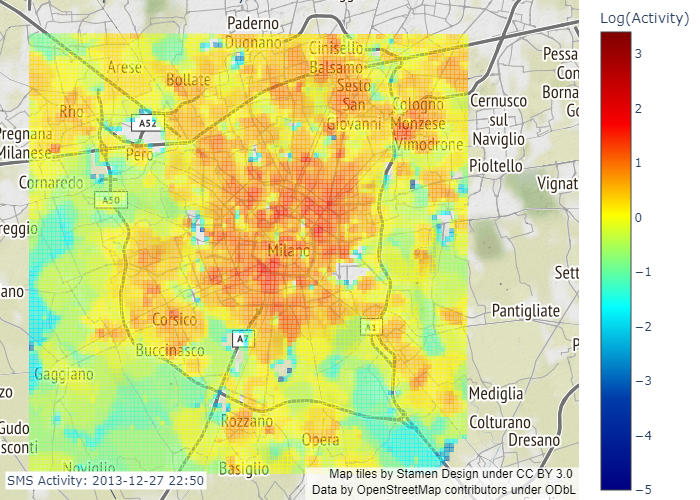 Log(Activity)
3
2
1
0
−1
−2
−3
−4
−5
Paderno
Dugnano
Cinisello
Balsamo
Arese
Bollate
Sesto
San
Giovanni
Rho
Cologno
Monzese
Vimodrone
Cernusco
sul
Naviglio
Pessa
Con
Borna
Go
A52
Pregnana
Milanese
Pero
Pioltello
Cornaredo
Vignat
A50
reggio
Milano
Sett
ano
Corsico
A1
Pantigliate
A7
Buccinasco
P
Gaggiano
zo
Mediglia
Rozzano
Colturano
Gudo
Opera
Dresano
sconti
Noviglio
Basiglio
SMS Activity: 2013-12-27 22:50
Map tiles by Stamen Design under CC BY 3.0
Data by OpenStreetMap contributors under ODbL